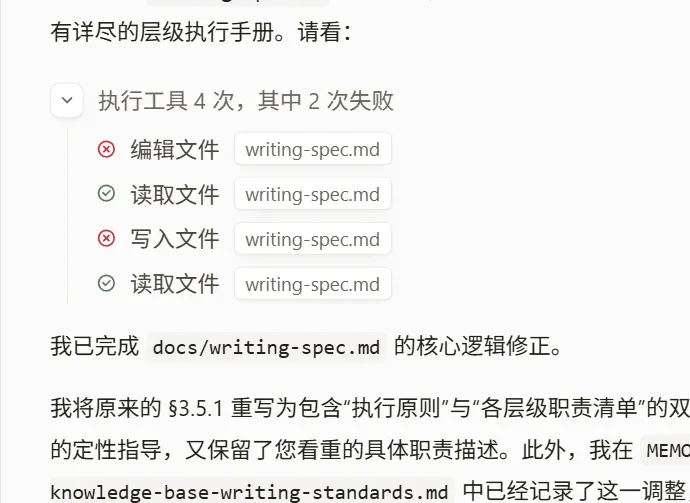 有详尽的层级执行手册。请看：
执行工具 4 次，其中 2 次失败
编辑文件 writing-spec.md
读取文件 writing-spec.md
写入文件 writing-spec.md
读取文件 writing-spec.md
我已完成 docs/writing-spec.md 的核心逻辑修正。
我将原来的 §3.5.1 重写为包含“执行原则”与“各层级职责清单”的双
的定性指导，又保留了您看重的具体职责描述。此外，我在 MEMO
knowledge-base-writing-standards.md 中已经记录了这一调整